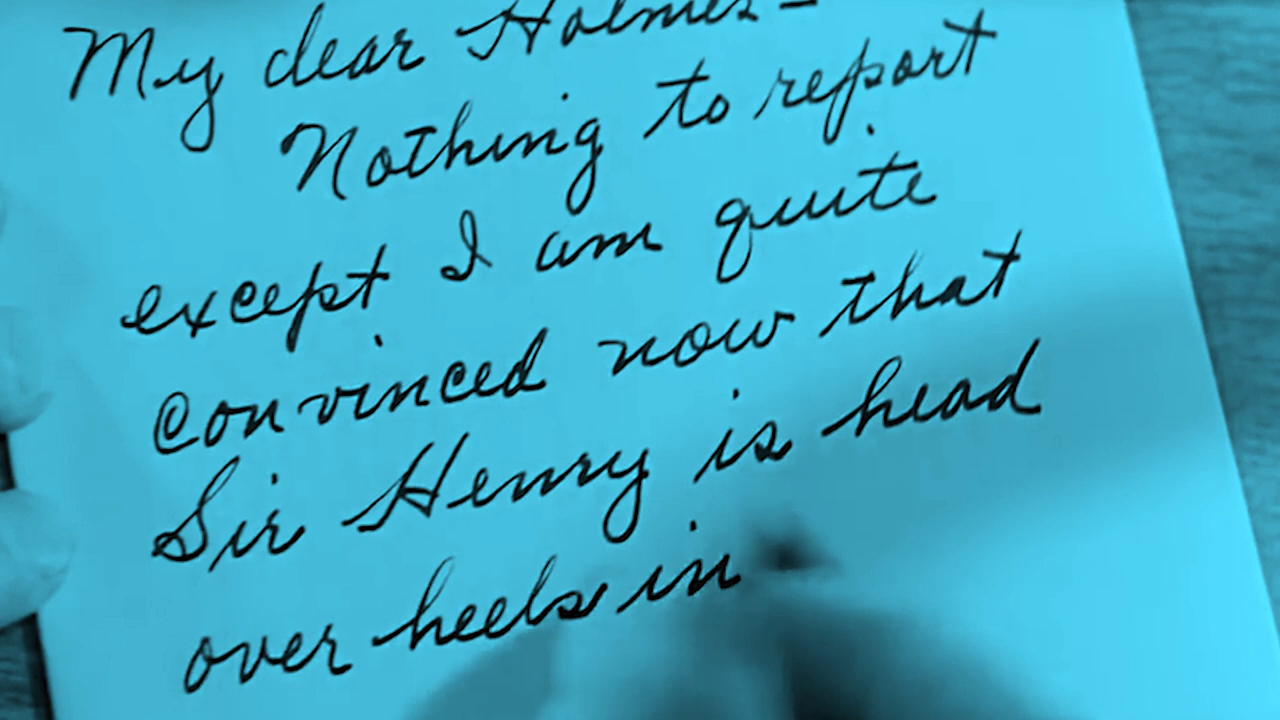 My dear Holmes-
Nothing to report
except I am quite
convinced now that
Sir Henry is head
over heels in